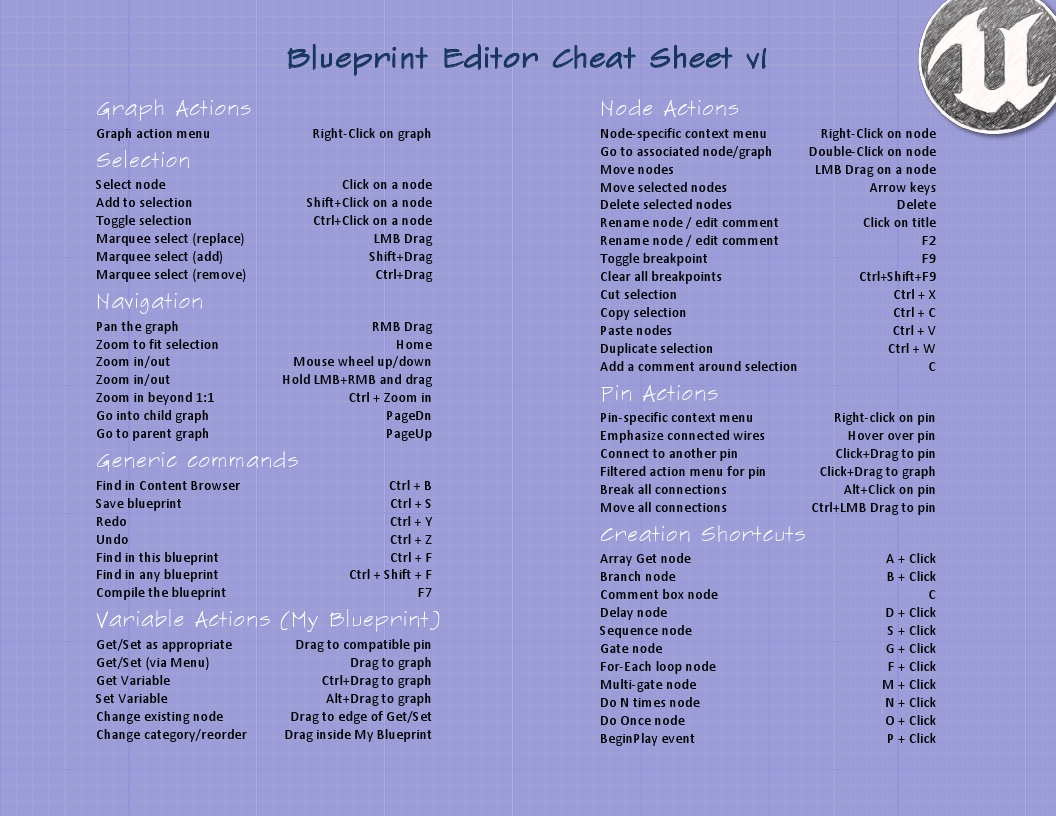 Blueprint Editor Cheat Sheet v1
Graph Actions
Graph action menu Right-Click on graph
Selection
Select node Click on a node
Add to selection Shift+Click on a node
Toggle selection Ctrl+Click on a node
Marquee select (replace) LMB Drag
Marquee select (add) Shift+Drag
Marquee select (remove) Ctrl+Drag
Navigation
Pan the graph RMB Drag
Zoom to fit selection Home
Zoom in/out Mouse wheel up/down
Zoom in/out Hold LMB+RMB and drag
Zoom in beyond 1:1 Ctrl + Zoom in
Go into child graph PageDn
Go to parent graph PageUp
Generic commands
Find in Content Browser Ctrl + B
Save blueprint Ctrl + S
Redo Ctrl + Y
Undo Ctrl + Z
Find in this blueprint Ctrl + F
Find in any blueprint Ctrl + Shift + F
Compile the blueprint F7
Variable Actions (My Blueprint)
Get/Set as appropriate Drag to compatible pin
Get/Set (via Menu) Drag to graph
Get Variable Ctrl+Drag to graph
Set Variable Alt+Drag to graph
Change existing node Drag to edge of Get/Set
Change category/reorder Drag inside My Blueprint
Node Actions
Node-specific context menu Right-Click on node
Go to associated node/graph Double-Click on node
Move nodes LMB Drag on a node
Move selected nodes Arrow keys
Delete selected nodes Delete
Rename node / edit comment Click on title
Rename node / edit comment F2
Toggle breakpoint F9
Clear all breakpoints Ctrl+Shift+F9
Cut selection Ctrl + X
Copy selection Ctrl + C
Paste nodes Ctrl + V
Duplicate selection Ctrl + W
Add a comment around selection C
Pin Actions
Pin-specific context menu Right-click on pin
Emphasize connected wires Hover over pin
Connect to another pin Click+Drag to pin
Filtered action menu for pin Click+Drag to graph
Break all connections Alt+Click on pin
Move all connections Ctrl+LMB Drag to pin
Creation Shortcuts
Array Get node A + Click
Branch node B + Click
Comment box node C
Delay node D + Click
Sequence node S + Click
Gate node G + Click
For-Each loop node F + Click
Multi-gate node M + Click
Do N times node N + Click
Do Once node O + Click
BeginPlay event P + Click